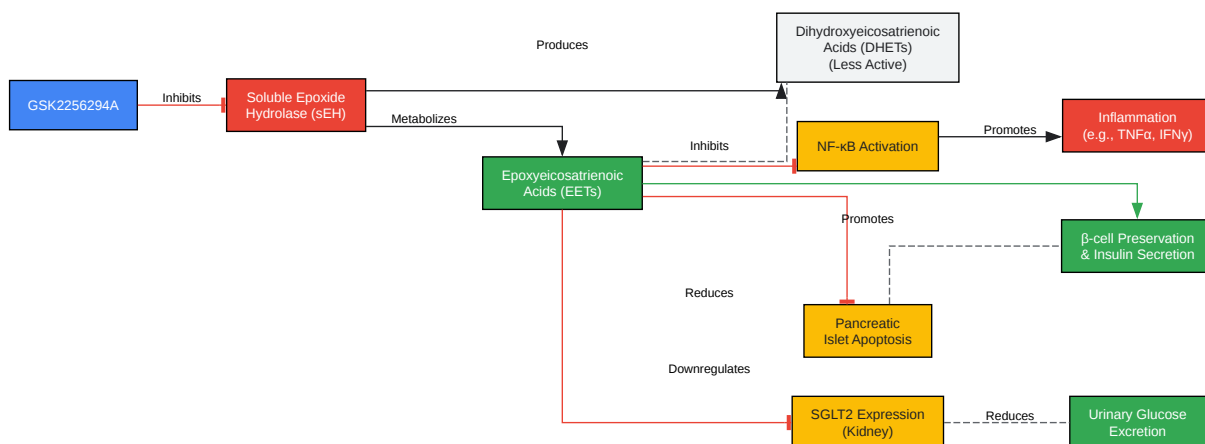 Produces
Dihydroxyeicosatrienoic
Acids (DHETs)
(Less Active)
GSK2256294A
Inhibits
Soluble Epoxide
Hydrolase (sEH)
Metabolizes
Inhibits
NF-κB Activation
Promotes
Inflammation
(e.g., TNFα, IFNγ)
Epoxyeicosatrienoic
Acids (EETs)
Promotes
β-cell Preservation
& Insulin Secretion
Reduces
Pancreatic
Islet Apoptosis
Downregulates
SGLT2 Expression
(Kidney)
Reduces
Urinary Glucose
Excretion